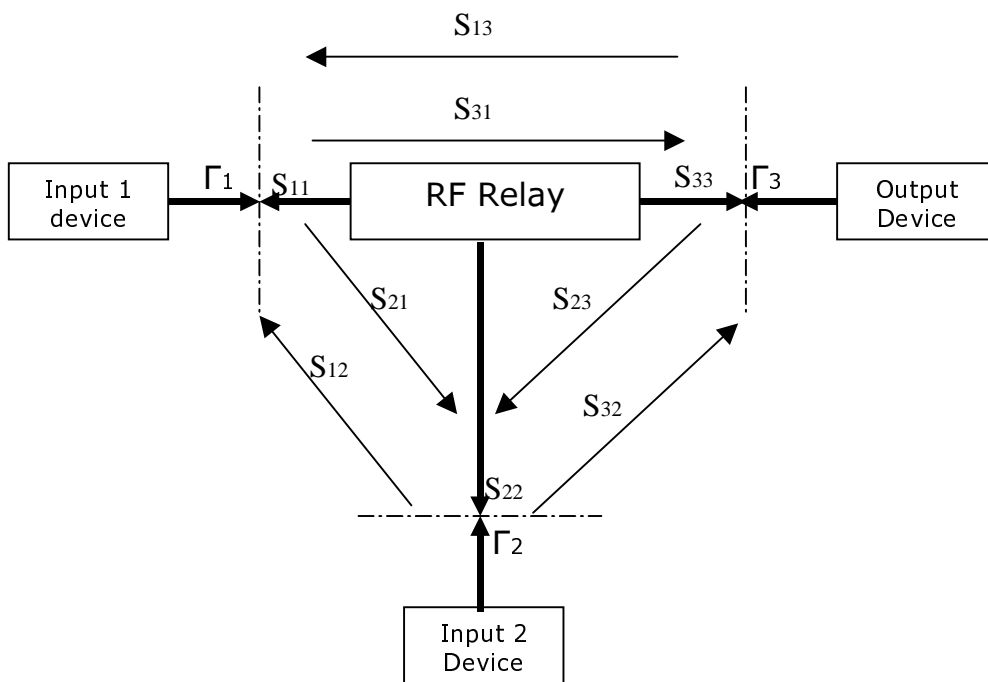 S13
S31
Input 1
device
Γ1
S11
RF Relay
S33
Γ3
Output
Device
S21
S23
S12
S32
S22
Γ2
Input 2
Device